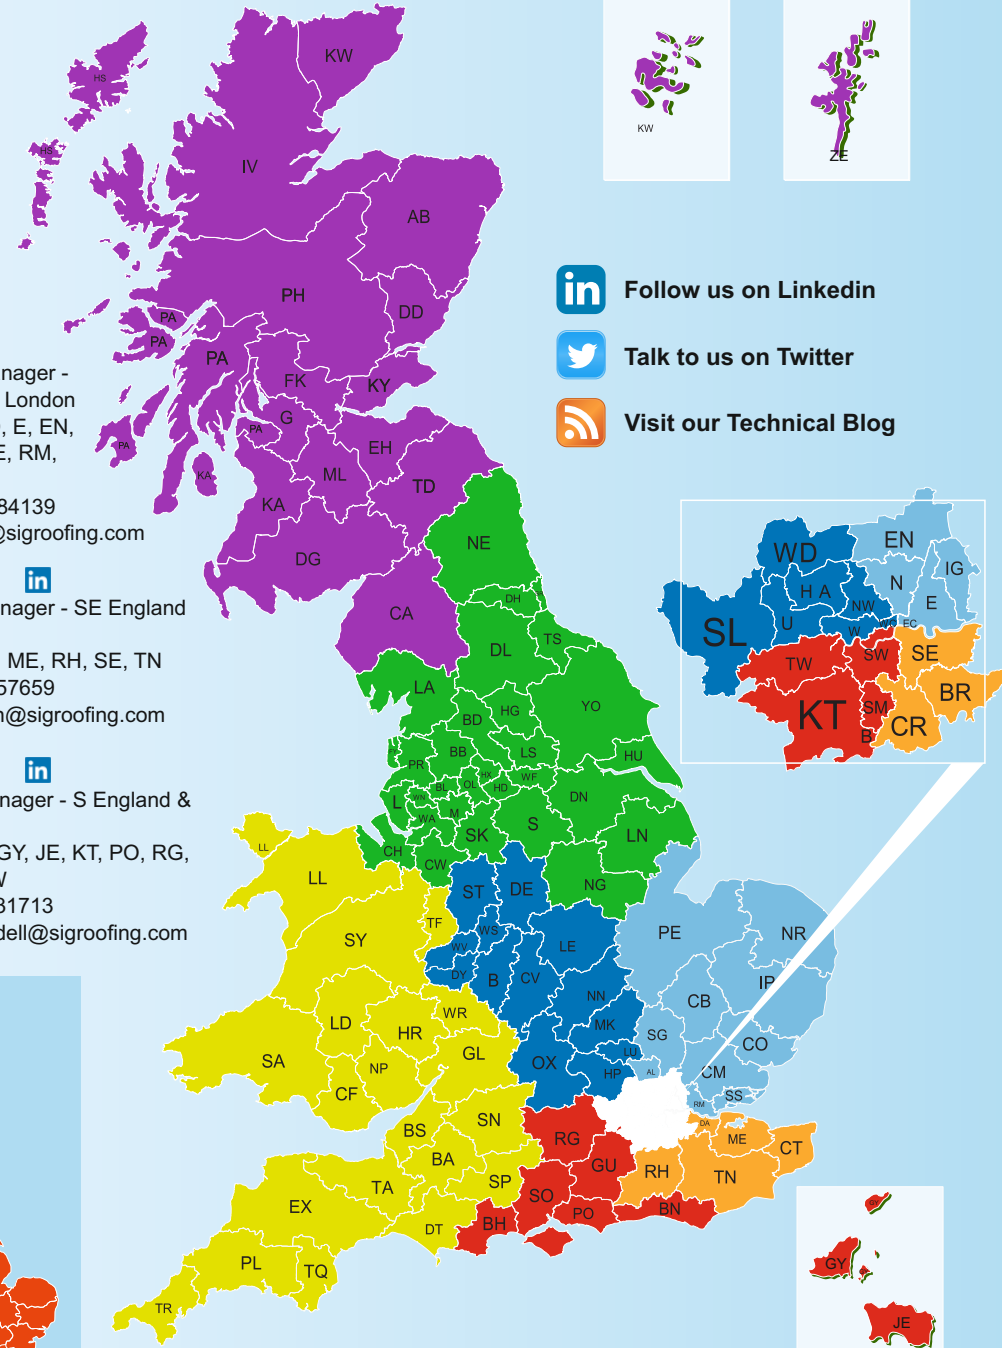 KW
HS
HS
IV
AB
PH
DD
PA
PA
PA
FK
KY
G
PA
PA
EH
ML
KA
TD
KA
DG
CA
KW
ZE
Follow us on Linkedin
Talk to us on Twitter
Visit our Technical Blog
nager -
London
, E, EN,
E, RM,
84139
@sigroofing.com
in
nager - SE England
ME, RH, SE, TN
57659
n@sigroofing.com
in
nager - S England &
GY, JE, KT, PO, RG,
W
31713
dell@sigroofing.com
NE
DH
DL
TS
LA
YO
BD
HG
BB
LS
HU
PR
HX
WF
BL
OL
HD
DN
L
WN
M
WA
S
LN
SK
CH
CW
NG
LL
LL
ST
DE
TF
SY
WS
WV
LE
DY
B
CV
PE
NR
IP
NN
CB
LD
HR
WR
MK
SG
CO
SA
NP
GL
OX
LU
CF
HP
AL
CM
SS
RM
SN
DA
BS
RG
ME
CT
BA
GU
RH
TN
TA
SP
SO
EX
PO
BN
DT
BH
PL
TQ
TR
WD
EN
IG
N
H A
E
NW
SL
U
W
WC
EC
SW
SE
TW
BR
KT
SM
CR
B
GY
GY
JE